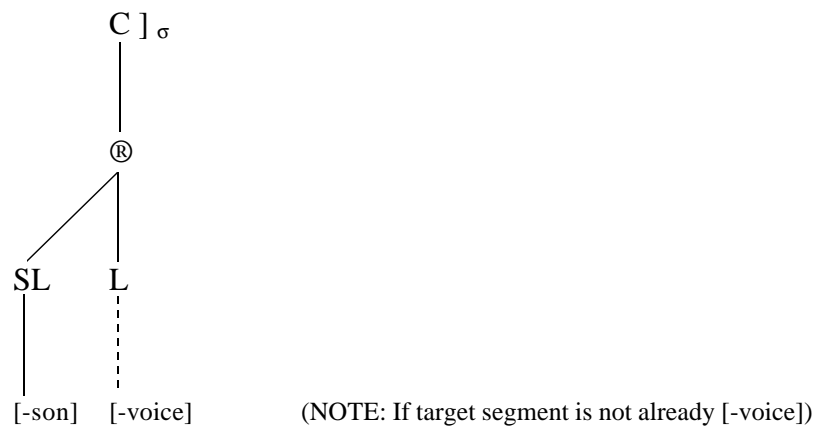 C ] σ
®
SL L
[-son] [-voice] (NOTE: If target segment is not already [-voice])